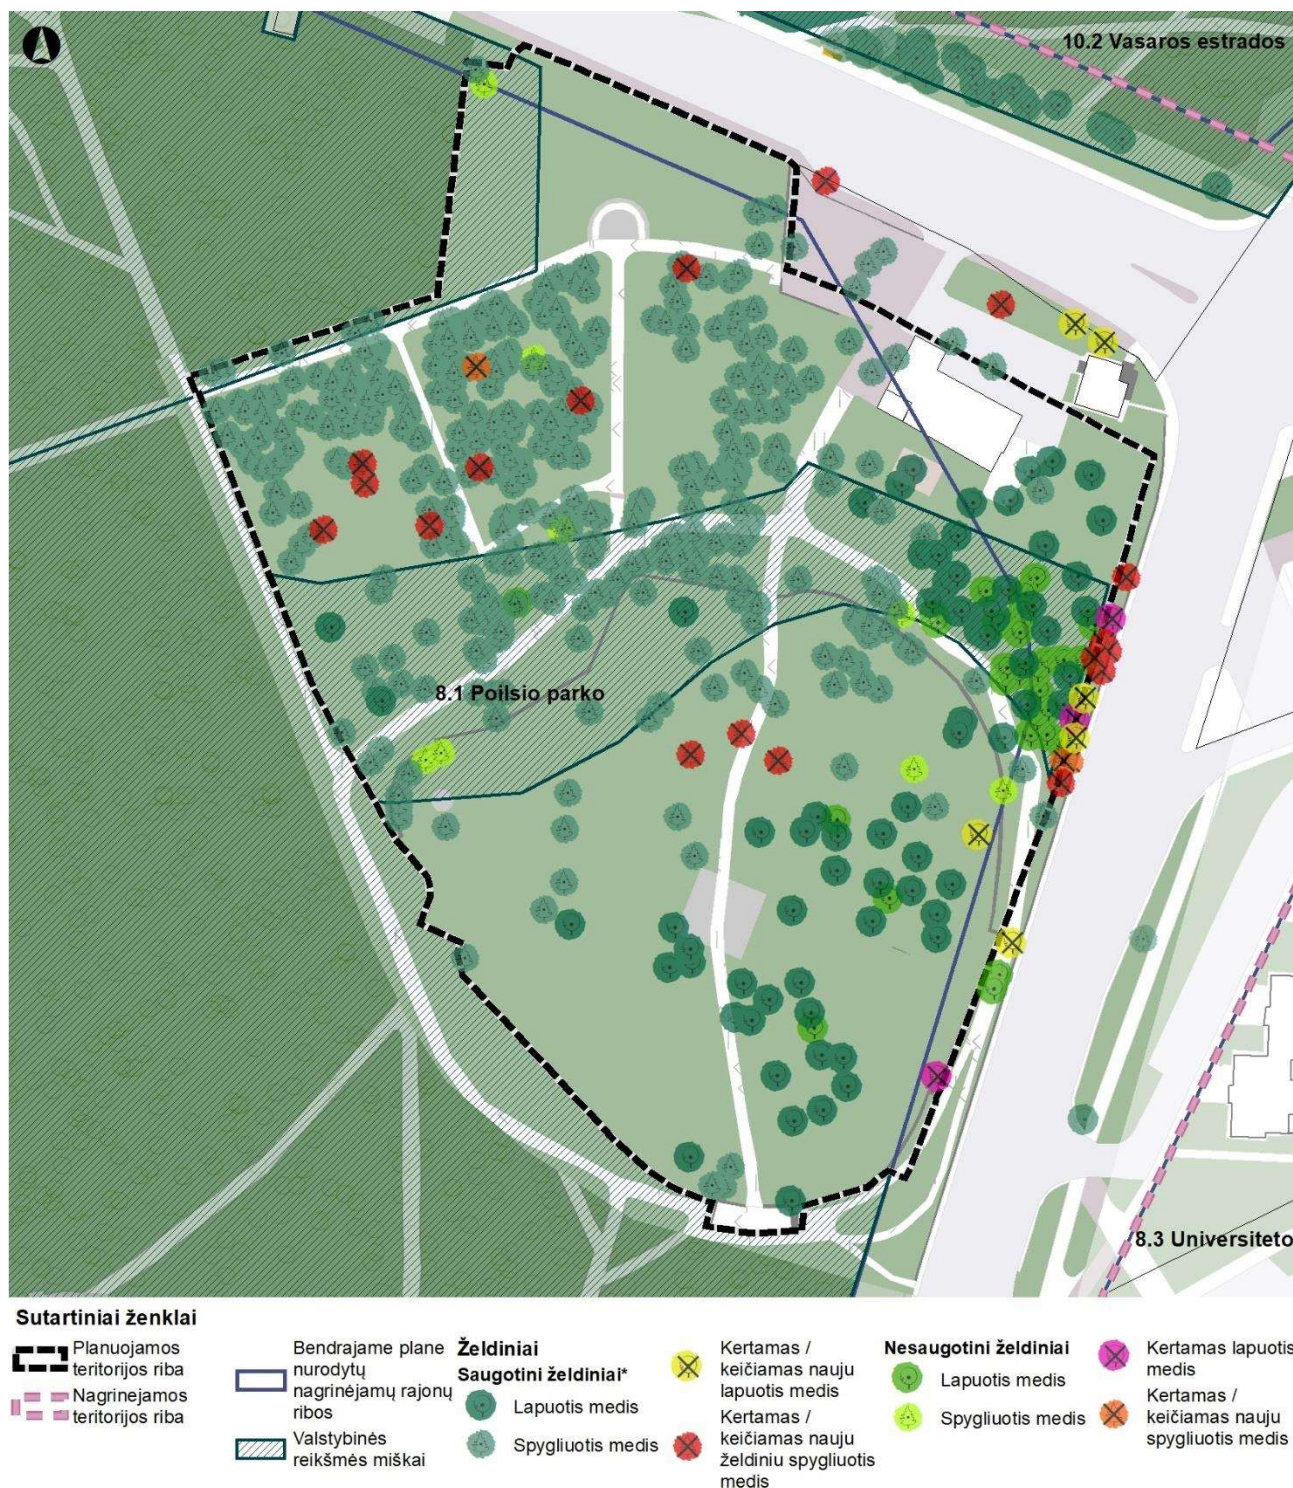 10.2 Vasaros estrados
8.1 Poilsio parko
8.3 Universiteto
Sutartiniai ženklai
Planuojamos
teritorijos riba
Nagrinejamos
teritorijos riba
Bendrajame plane
nurodytų
nagrinėjamų rajonų
ribos
Valstybinės
reikšmės miškai
Želdiniai
Saugotini želdiniai*
Lapuotis medis
Spygliuotis medis
Kertamas /
keičiamas nauju
lapuotis medis
Kertamas /
keičiamas nauju
želdiniu spygliuotis
medis
Nesaugotini želdiniai
Lapuotis medis
Spygliuotis medis
Kertamas lapuotis
medis
Kertamas /
keičiamas nauju
spygliuotis medis